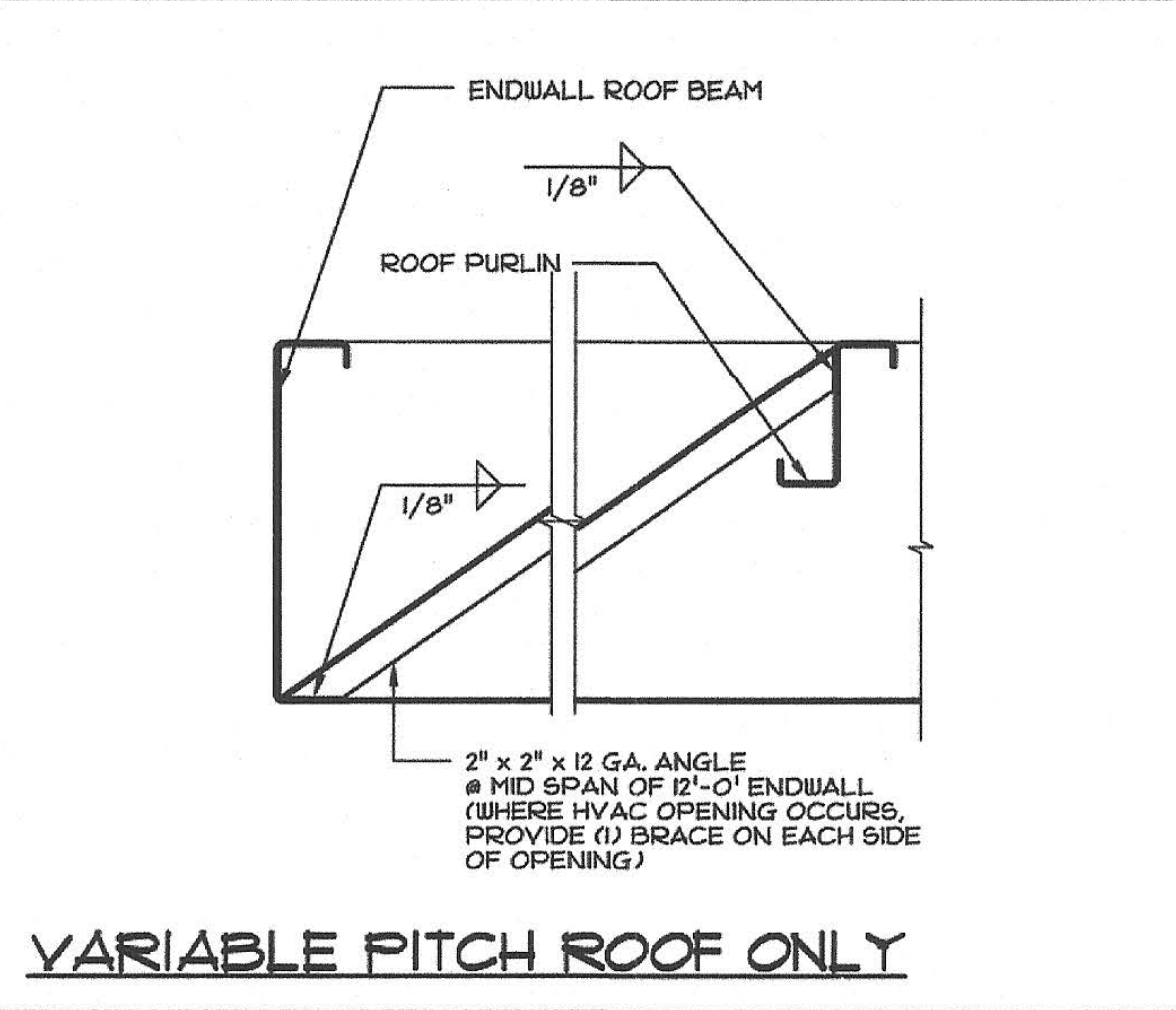 ENDWALL ROOF BEAM
1/8"
ROOF PURLIN
1/8"
2" x 2" x 12 GA. ANGLE
@ MID SPAN OF 12'-0' ENDWALL
(WHERE HVAC OPENING OCCURS,
PROVIDE (1) BRACE ON EACH SIDE
OF OPENING)
VARIABLE PITCH ROOF ONLY